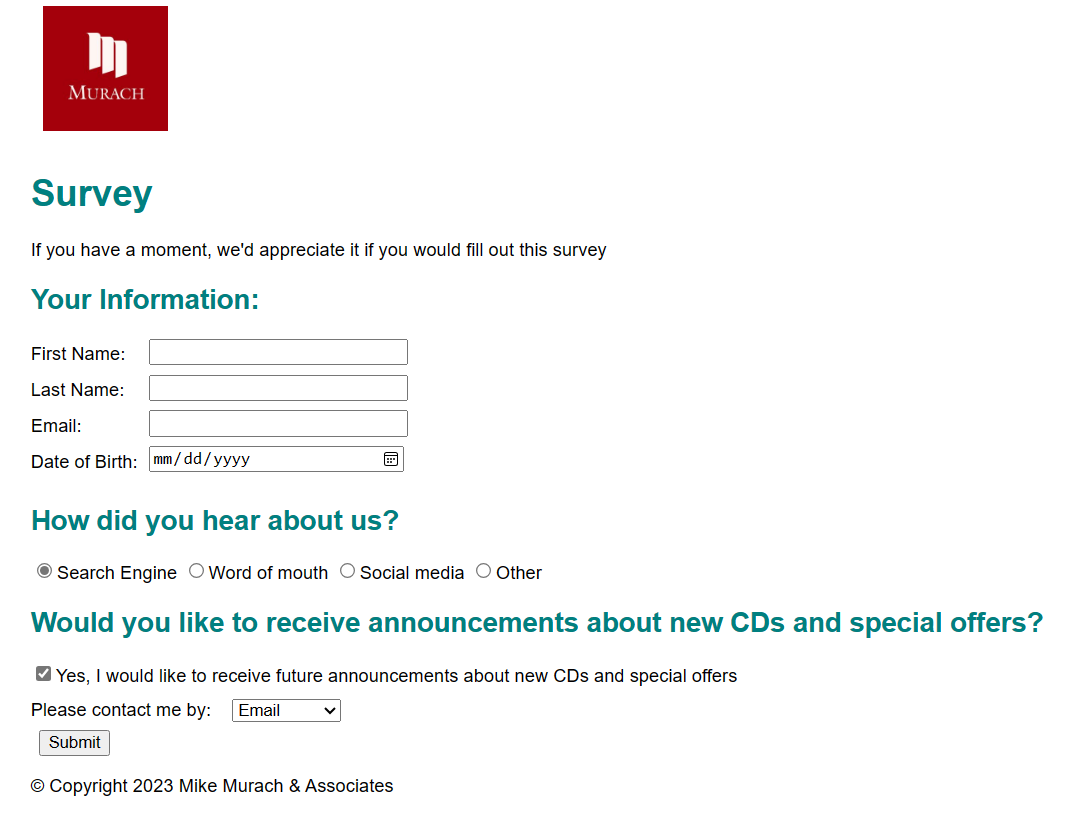 MURACH
Survey
If you have a moment, we'd appreciate it if you would fill out this survey
Your Information:
First Name:
Last Name:
Email:
Date of Birth: mm/dd/yyyy
How did you hear about us?
Search Engine Word of mouth Social media Other
Would you like to receive announcements about new CDs and special offers?
Yes, I would like to receive future announcements about new CDs and special offers
Please contact me by: Email
Submit
© Copyright 2023 Mike Murach & Associates